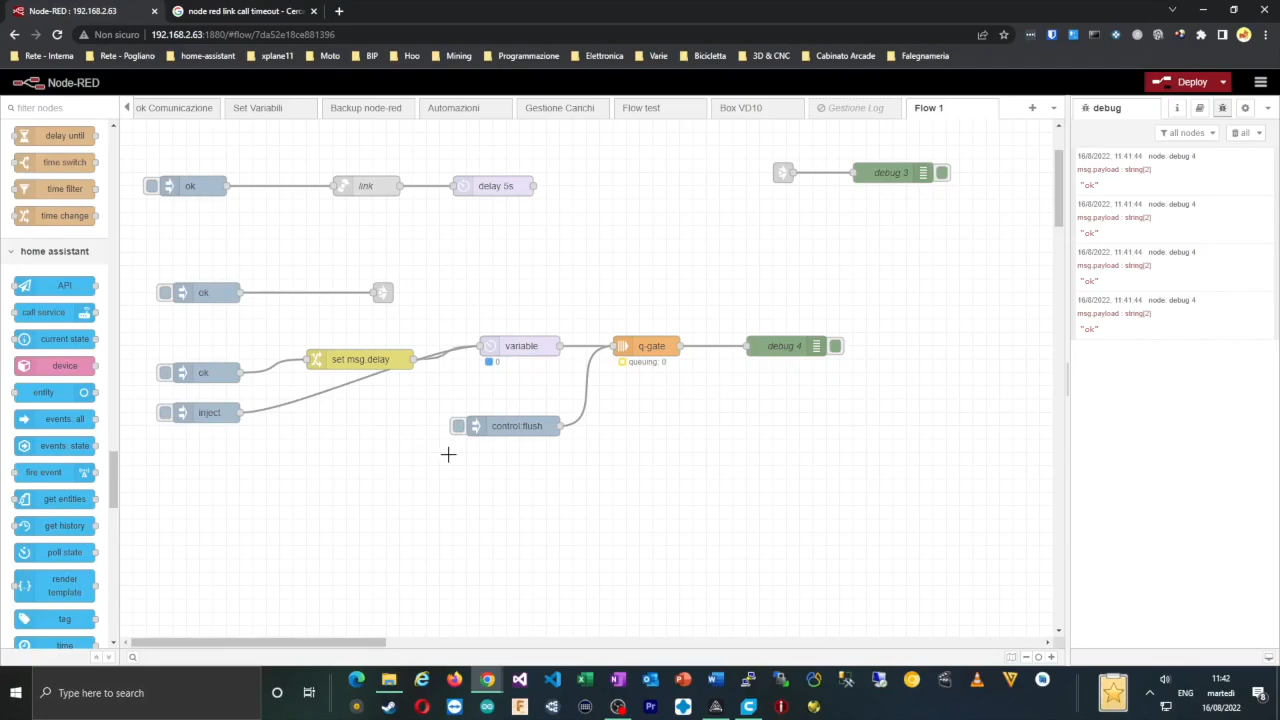 Node-RED : 192.168.2.63
node red link call timeout - Cerc
Non sicuro
192.168.2.63:1880/#flow/7da52e18ce881396
Rete - Interna
Rete - Pogliano
home-assistant
xplane11
Moto
BIP
Hoo
Mining
Programmazione
Elettronica
Varie
Bicicletta
3D & CNC
Cabinato Arcade
Falegnameria
Node-RED
Deploy
filter nodes
ok Comunicazione
Set Variabili
Backup node-red
Automazioni
Gestione Carichi
Flow test
Box VD10
Gestione Log
Flow 1
debug
all nodes
all
delay until
time switch
time filter
time change
home assistant
API
call service
current state
device
entity
events: all
events: state
fire event
get entities
get history
poll state
render
template
tag
time
ok
link
delay 5s
debug 3
ok
ok
set msg.delay
variable
0
q-gate
queuing: 0
debug 4
inject
control:flush
16/8/2022, 11:41:44 node: debug 4
msg.payload : string[2]
"ok"
16/8/2022, 11:41:44 node: debug 4
msg.payload : string[2]
"ok"
16/8/2022, 11:41:44 node: debug 4
msg.payload : string[2]
"ok"
16/8/2022, 11:41:44 node: debug 4
msg.payload : string[2]
"ok"
Type here to search
ENG
11:42
martedì
16/08/2022
8